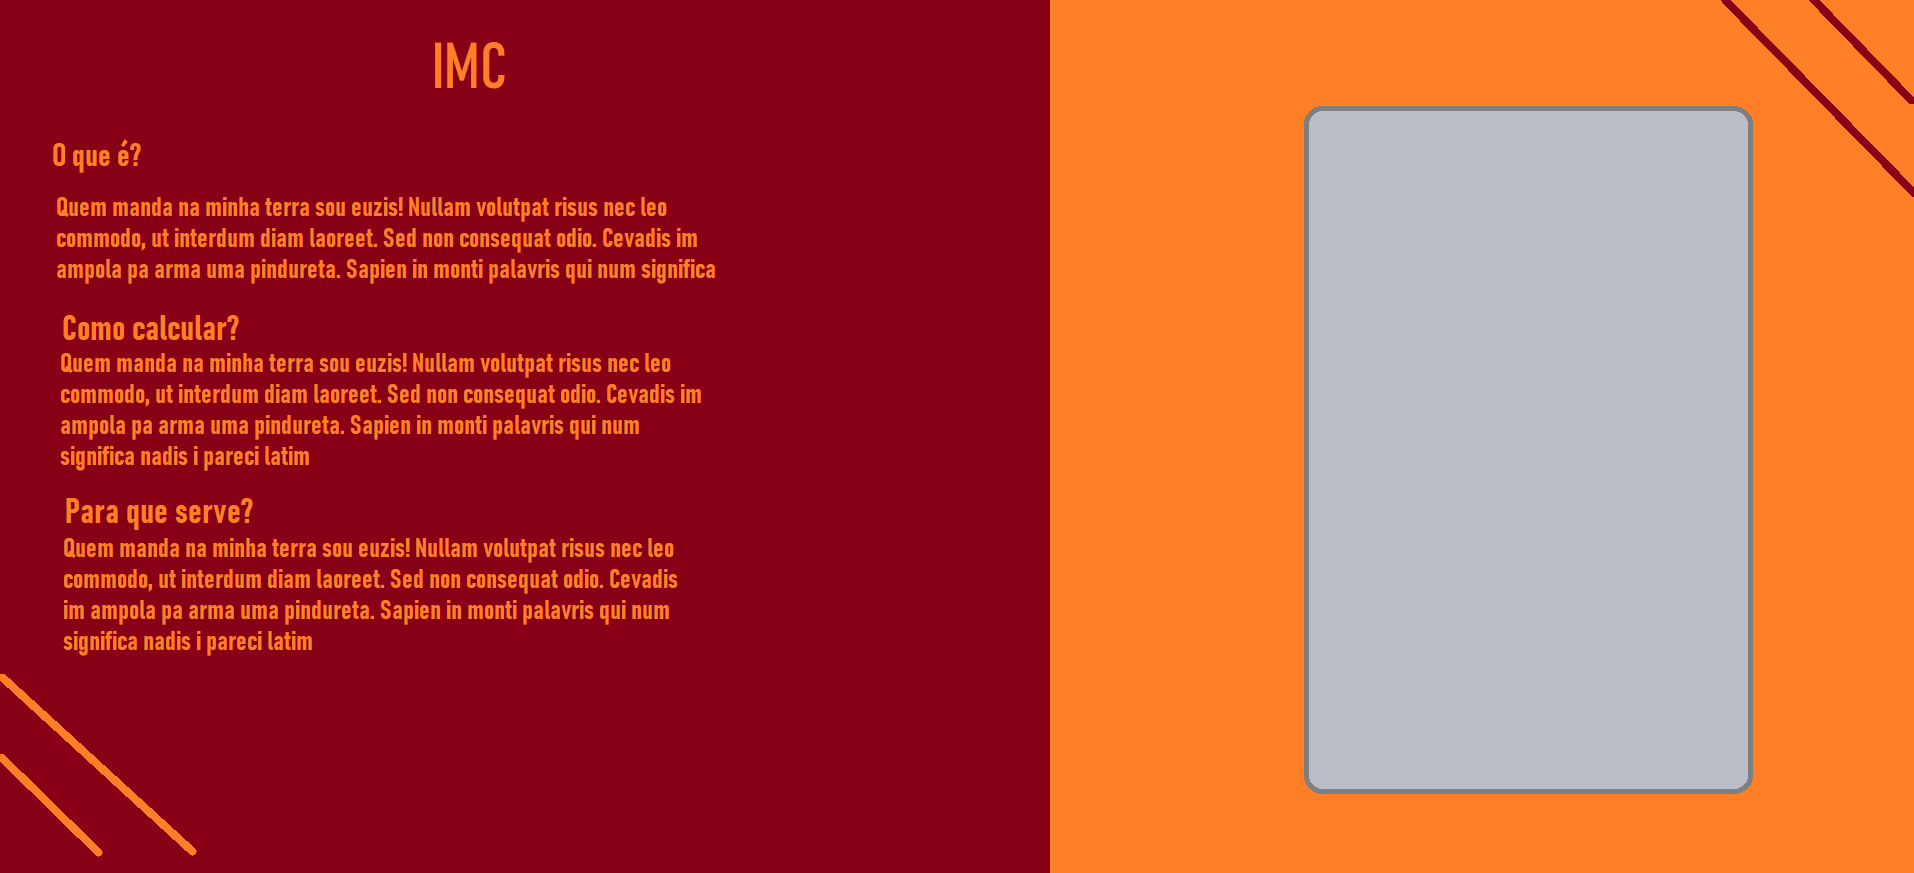 IMC
O que é?
Quem manda na minha terra sou euzis! Nullam volutpat risus nec leo
commodo, ut interdum diam laoreet. Sed non consequat odio. Cevadis im
ampola pa arma uma pindureta. Sapien in monti palavris qui num significa
Como calcular?
Quem manda na minha terra sou euzis! Nullam volutpat risus nec leo
commodo, ut interdum diam laoreet. Sed non consequat odio. Cevadis im
ampola pa arma uma pindureta. Sapien in monti palavris qui num
significa nadis i pareci latim
Para que serve?
Quem manda na minha terra sou euzis! Nullam volutpat risus nec leo
commodo, ut interdum diam laoreet. Sed non consequat odio. Cevadis
im ampola pa arma uma pindureta. Sapien in monti palavris qui num
significa nadis i pareci latim